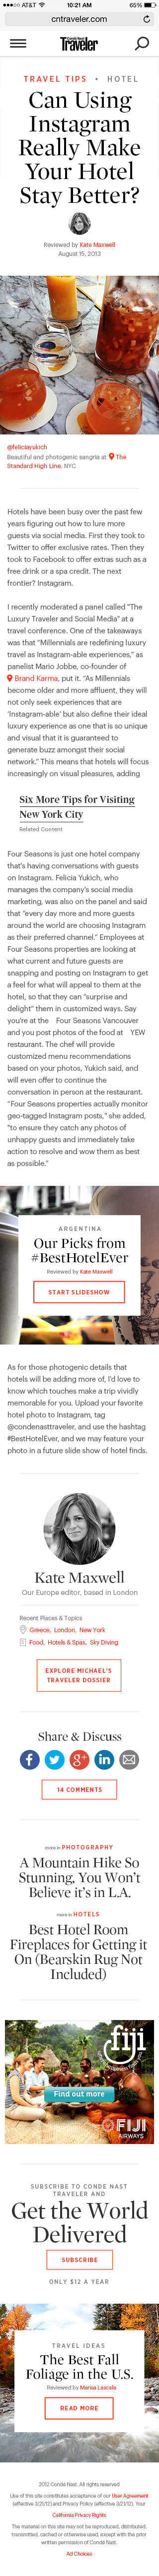 AT&T 10:21 AM 65%
cntraveler.com
Traveler
TRAVEL TIPS • HOTEL
Can Using
Instagram
Really Make
Your Hotel
Stay Better?
Reviewed by Kate Maxwell
August 15, 2013
@feliciayukich
Beautiful and photogenic sangria at The
Standard High Line, NYC
Hotels have been busy over the past few
years figuring out how to lure more
guests via social media. First they took to
Twitter to offer exclusive rates. Then they
took to Facebook to offer extras such as a
free drink or a spa credit. The next
frontier? Instagram.
I recently moderated a panel called "The
Luxury Traveler and Social Media" at a
travel conference. One of the takeaways
was that "Millennials are redefining luxury
travel as Instagram-able experiences," as
panelist Mario Jobbe, co-founder of
Brand Karma, put it. “As Millennials
become older and more affluent, they will
not only seek experiences that are
‘Instagram-able’ but also define their ideal
luxury vacation as one that is so unique
and visual that it is guaranteed to
generate buzz amongst their social
network.” This means that hotels will focus
increasingly on visual pleasures, adding
Six More Tips for Visiting
New York City
Related Content
Four Seasons is just one hotel company
that's having conversations with guests
on Instagram. Felicia Yukich, who
manages the company's social media
marketing, was also on the panel and said
that “every day more and more guests
around the world are choosing Instagram
as their preferred channel.” Employees at
Four Seasons properties are looking at
what current and future guests are
snapping and following on Instagram to get
a feel for what will appeal to them at the
hotel, so that they can “surprise and
delight” them in customized ways. Say
you're at the Four Seasons Vancouver
and you post photos of the food at YEW
restaurant. The chef will provide
customized menu recommendations
based on your photos, Yukich said, and
will even offer to continue the
conversation in person at the restaurant.
“Four Seasons properties actually monitor
geo-tagged Instagram posts,” she added,
"to ensure they catch any photos of
unhappy guests and immediately take
action to resolve and wow them as best
as possible.”
ARGENTINA
Our Picks from
#BestHotelEver
Reviewed by Kate Maxwell
START SLIDESHOW
As for those photogenic details that
hotels will be adding more of, I'd love to
know which touches make a trip vividly
memorable for you. Upload your favorite
hotel photo to Instagram, tag
@condenasttraveler, and use the hashtag
#BestHotelEver, and we may feature your
photo in a future slide show of hotel finds.
Kate Maxwell
Our Europe editor, based in London
Recent Places & Topics
Greece, London, New York
Food, Hotels & Spas, Sky Diving
EXPLORE MICHAEL'S
TRAVELER DOSSIER
Share & Discuss
14 COMMENTS
more in PHOTOGRAPHY
A Mountain Hike So
Stunning, You Won't
Believe it's in L.A.
more in HOTELS
Best Hotel Room
Fireplaces for Getting it
On (Bearskin Rug Not
Included)
fiji
Find out more
FIJI
AIRWAYS
SUBSCRIBE TO CONDE NAST
TRAVELER AND
Get the World
Delivered
SUBSCRIBE
ONLY $12 A YEAR
TRAVEL IDEAS
The Best Fall
Foliage in the U.S.
Reviewed by Marisa Lascala
READ MORE
2012 Condé Nast. All rights reserved
Use of this site constitutes acceptance of our User Agreement
(effective 3/21/12) and Privacy Policy (effective 3/21/12). Your
California Privacy Rights
The material on this site may not be reproduced, distributed,
transmitted, cached or otherwise used, except with the prior
written permission of Condé Nast.
Ad Choices